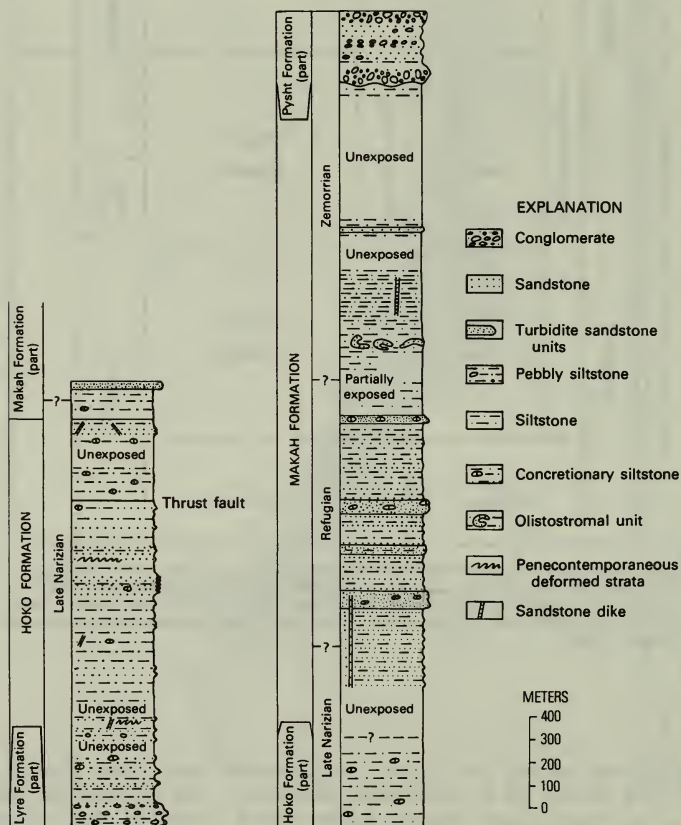 Makah Formation
(part)
HOKO FORMATION
Lyre Formation
(part)
?
Late Narizian
Unexposed
Thrust fault
Unexposed
Unexposed
Pysht Formation
(part)
MAKAH FORMATION
Hoko Formation
(part)
Zemorrian
?
Refugian
?
Late Narizian
Unexposed
Unexposed
Partially
exposed
Unexposed
?
EXPLANATION
Conglomerate
Sandstone
Turbidite sandstone
units
Pebbly siltstone
Siltstone
Concretionary siltstone
Olistostromal unit
Penecontemporaneous
deformed strata
Sandstone dike
METERS
400
300
200
100
0